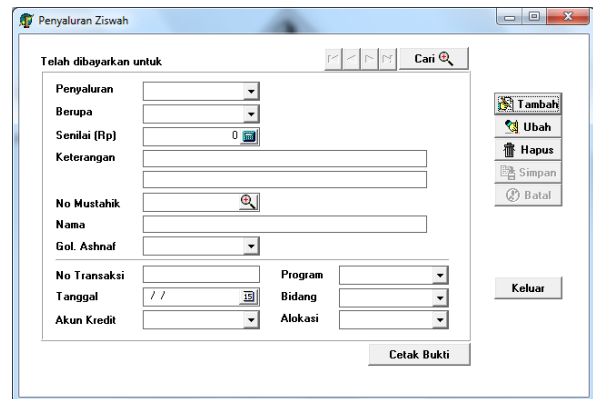 Penyaluran Ziswah
Telah dibayarkan untuk
Cari
Penyaluran
Berupa
Senilai (Rp) 0
Keterangan
No Mustahik
Nama
Gol. Ashnaf
No Transaksi Program
Tanggal / / 15 Bidang
Akun Kredit Alokasi
Cetak Bukti
Tambah
Ubah
Hapus
Simpan
Batal
Keluar